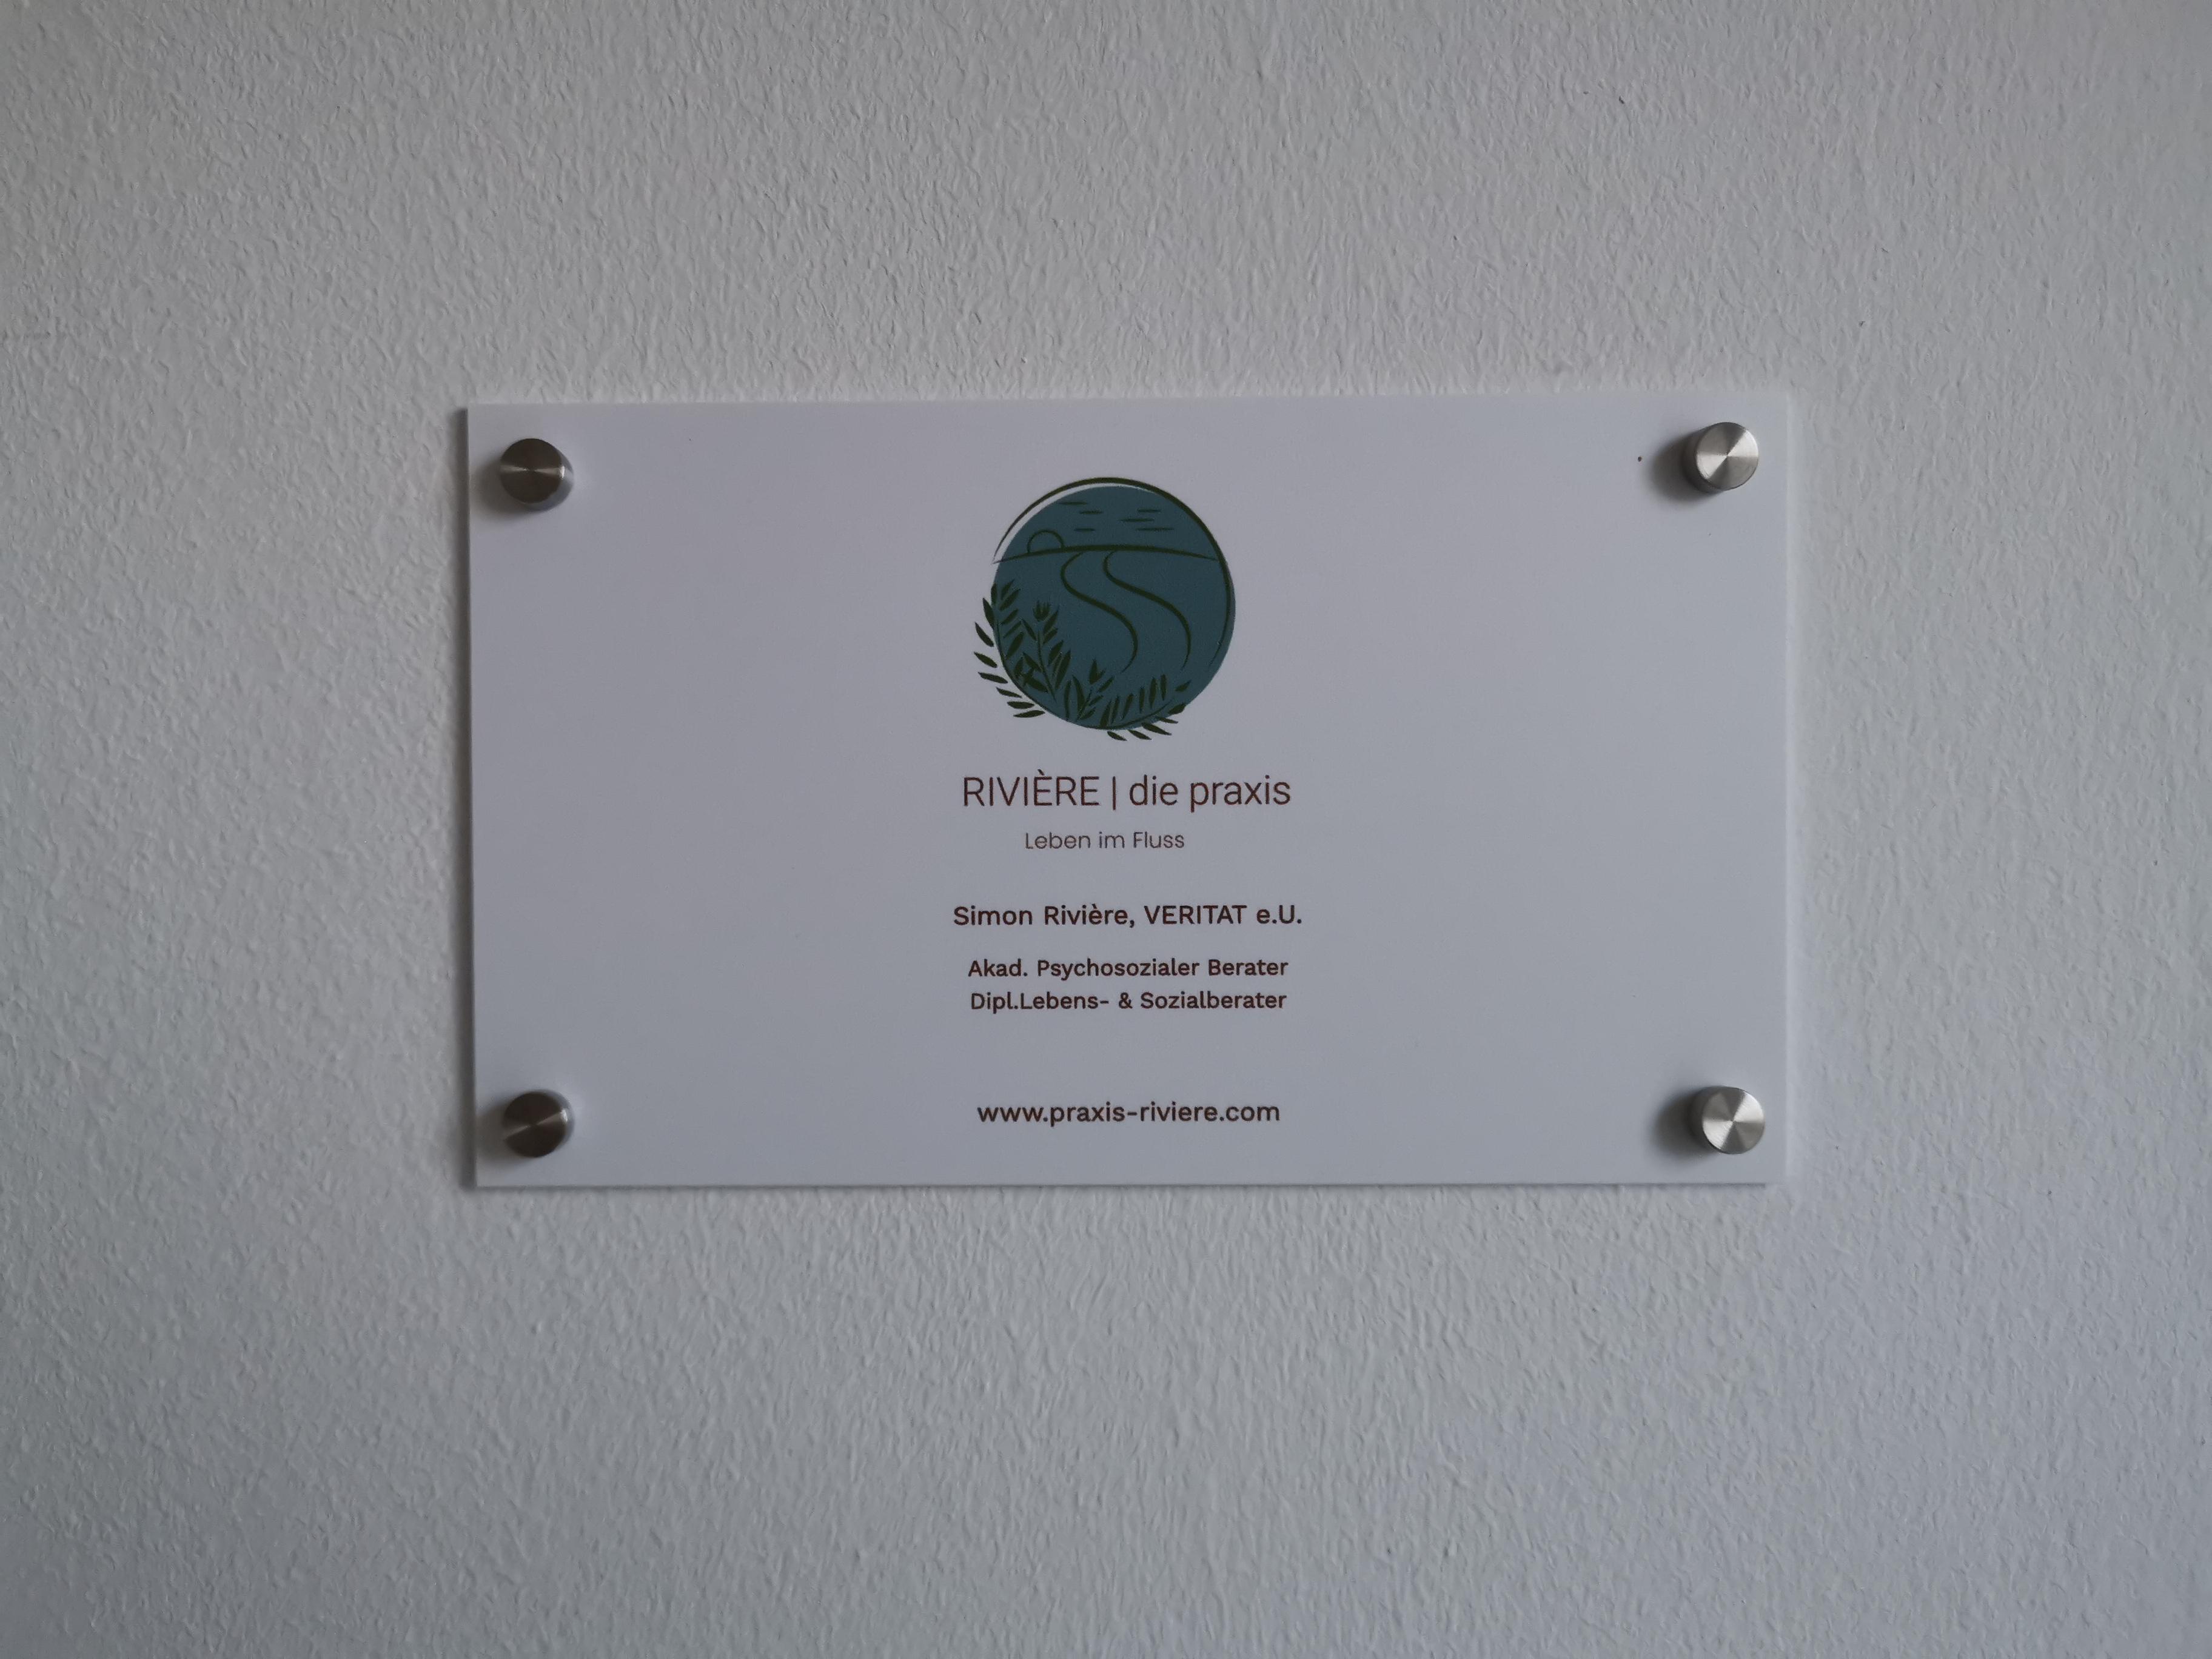 RIVIÈRE | die praxis
Leben im Fluss
Simon Rivière, VERITAT e.U.
Akad. Psychosozialer Berater
Dipl.Lebens- & Sozialberater
www.praxis-riviere.com